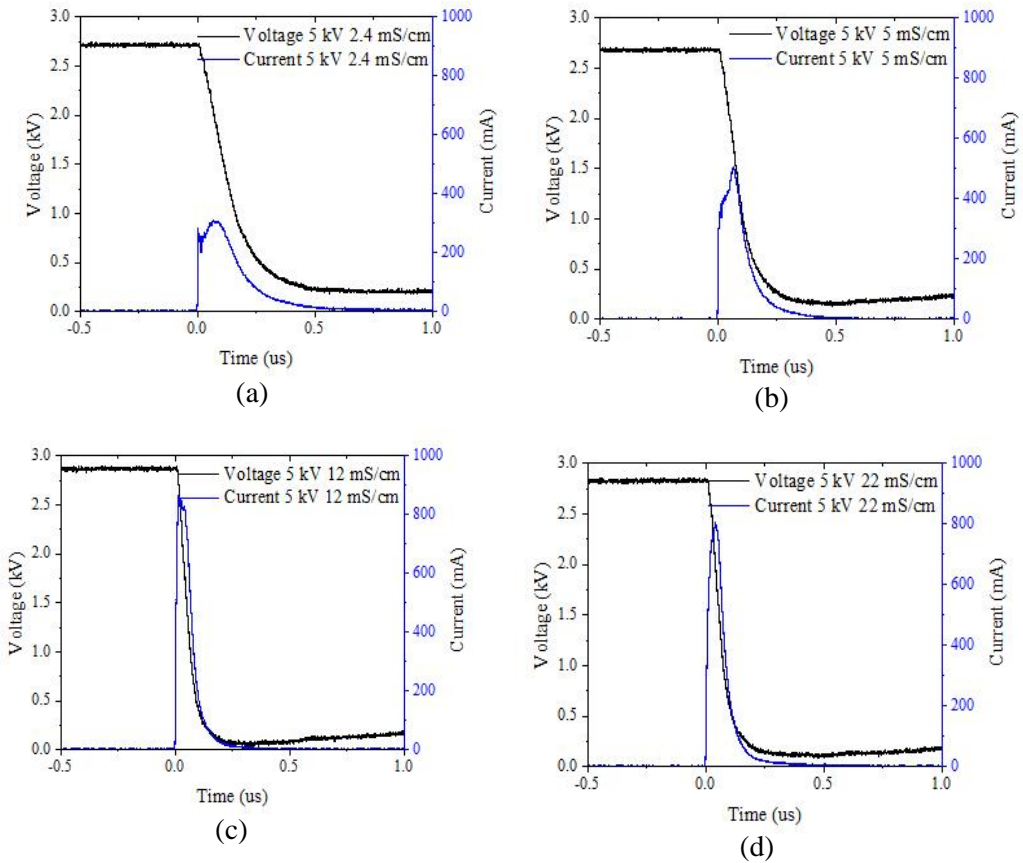 Voltage 5 kV 2.4 mS/cm
Current 5 kV 2.4 mS/cm
3.0
2.5
2.0
1.5
1.0
0.5
0.0
Voltage (kV)
1000
800
600
400
200
0
Current (mA)
-0.5
0.0
0.5
1.0
Time (us)
(a)
Voltage 5 kV 5 mS/cm
Current 5 kV 5 mS/cm
3.0
2.5
2.0
1.5
1.0
0.5
0.0
Voltage (kV)
1000
800
600
400
200
0
Current (mA)
-0.5
0.0
0.5
1.0
Time (us)
(b)
Voltage 5 kV 12 mS/cm
Current 5 kV 12 mS/cm
3.0
2.5
2.0
1.5
1.0
0.5
0.0
Voltage (kV)
1000
800
600
400
200
0
Current (mA)
-0.5
0.0
0.5
1.0
Time (us)
(c)
Voltage 5 kV 22 mS/cm
Current 5 kV 22 mS/cm
3.0
2.5
2.0
1.5
1.0
0.5
0.0
Voltage (kV)
1000
800
600
400
200
0
Current (mA)
-0.5
0.0
0.5
1.0
Time (us)
(d)